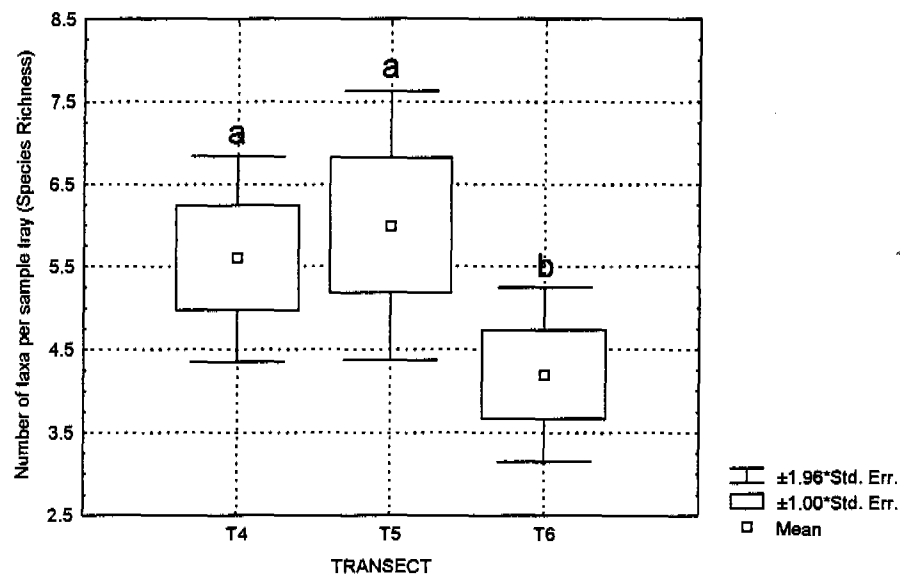 Number of taxa per sample tray (Species Richness)
8.5
7.5
6.5
5.5
4.5
3.5
2.5
a
a
b
T4
T5
T6
TRANSECT
±1.96*Std. Err.
±1.00*Std. Err.
Mean